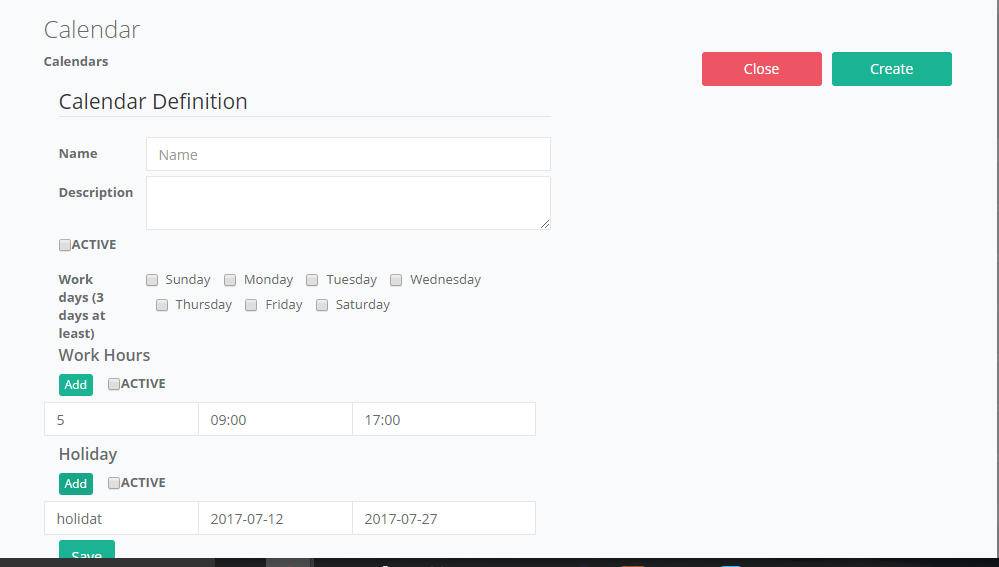 Calendar
Calendars
Close Create
Calendar Definition
Name Name
Description
ACTIVE
Work days (3 days at least) Sunday Monday Tuesday Wednesday
Thursday Friday Saturday
Work Hours
Add ACTIVE
5 09:00 17:00
Holiday
Add ACTIVE
holidat 2017-07-12 2017-07-27
Save